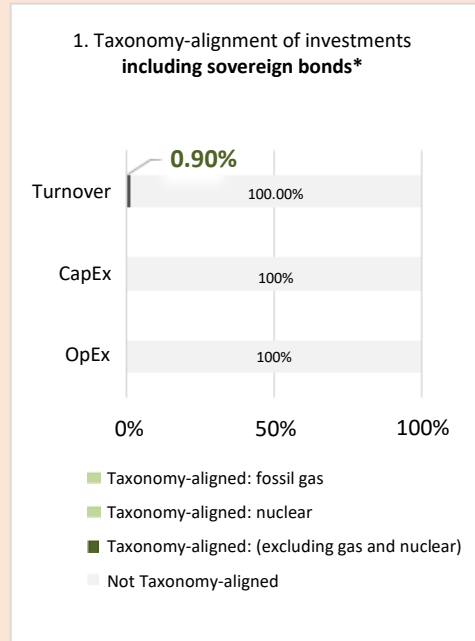 1. Taxonomy-alignment of investments
including sovereign bonds*
0.90%
Turnover
100.00%
CapEx
100%
OpEx
100%
0%
50%
100%
Taxonomy-aligned: fossil gas
Taxonomy-aligned: nuclear
Taxonomy-aligned: (excluding gas and nuclear)
Not Taxonomy-aligned